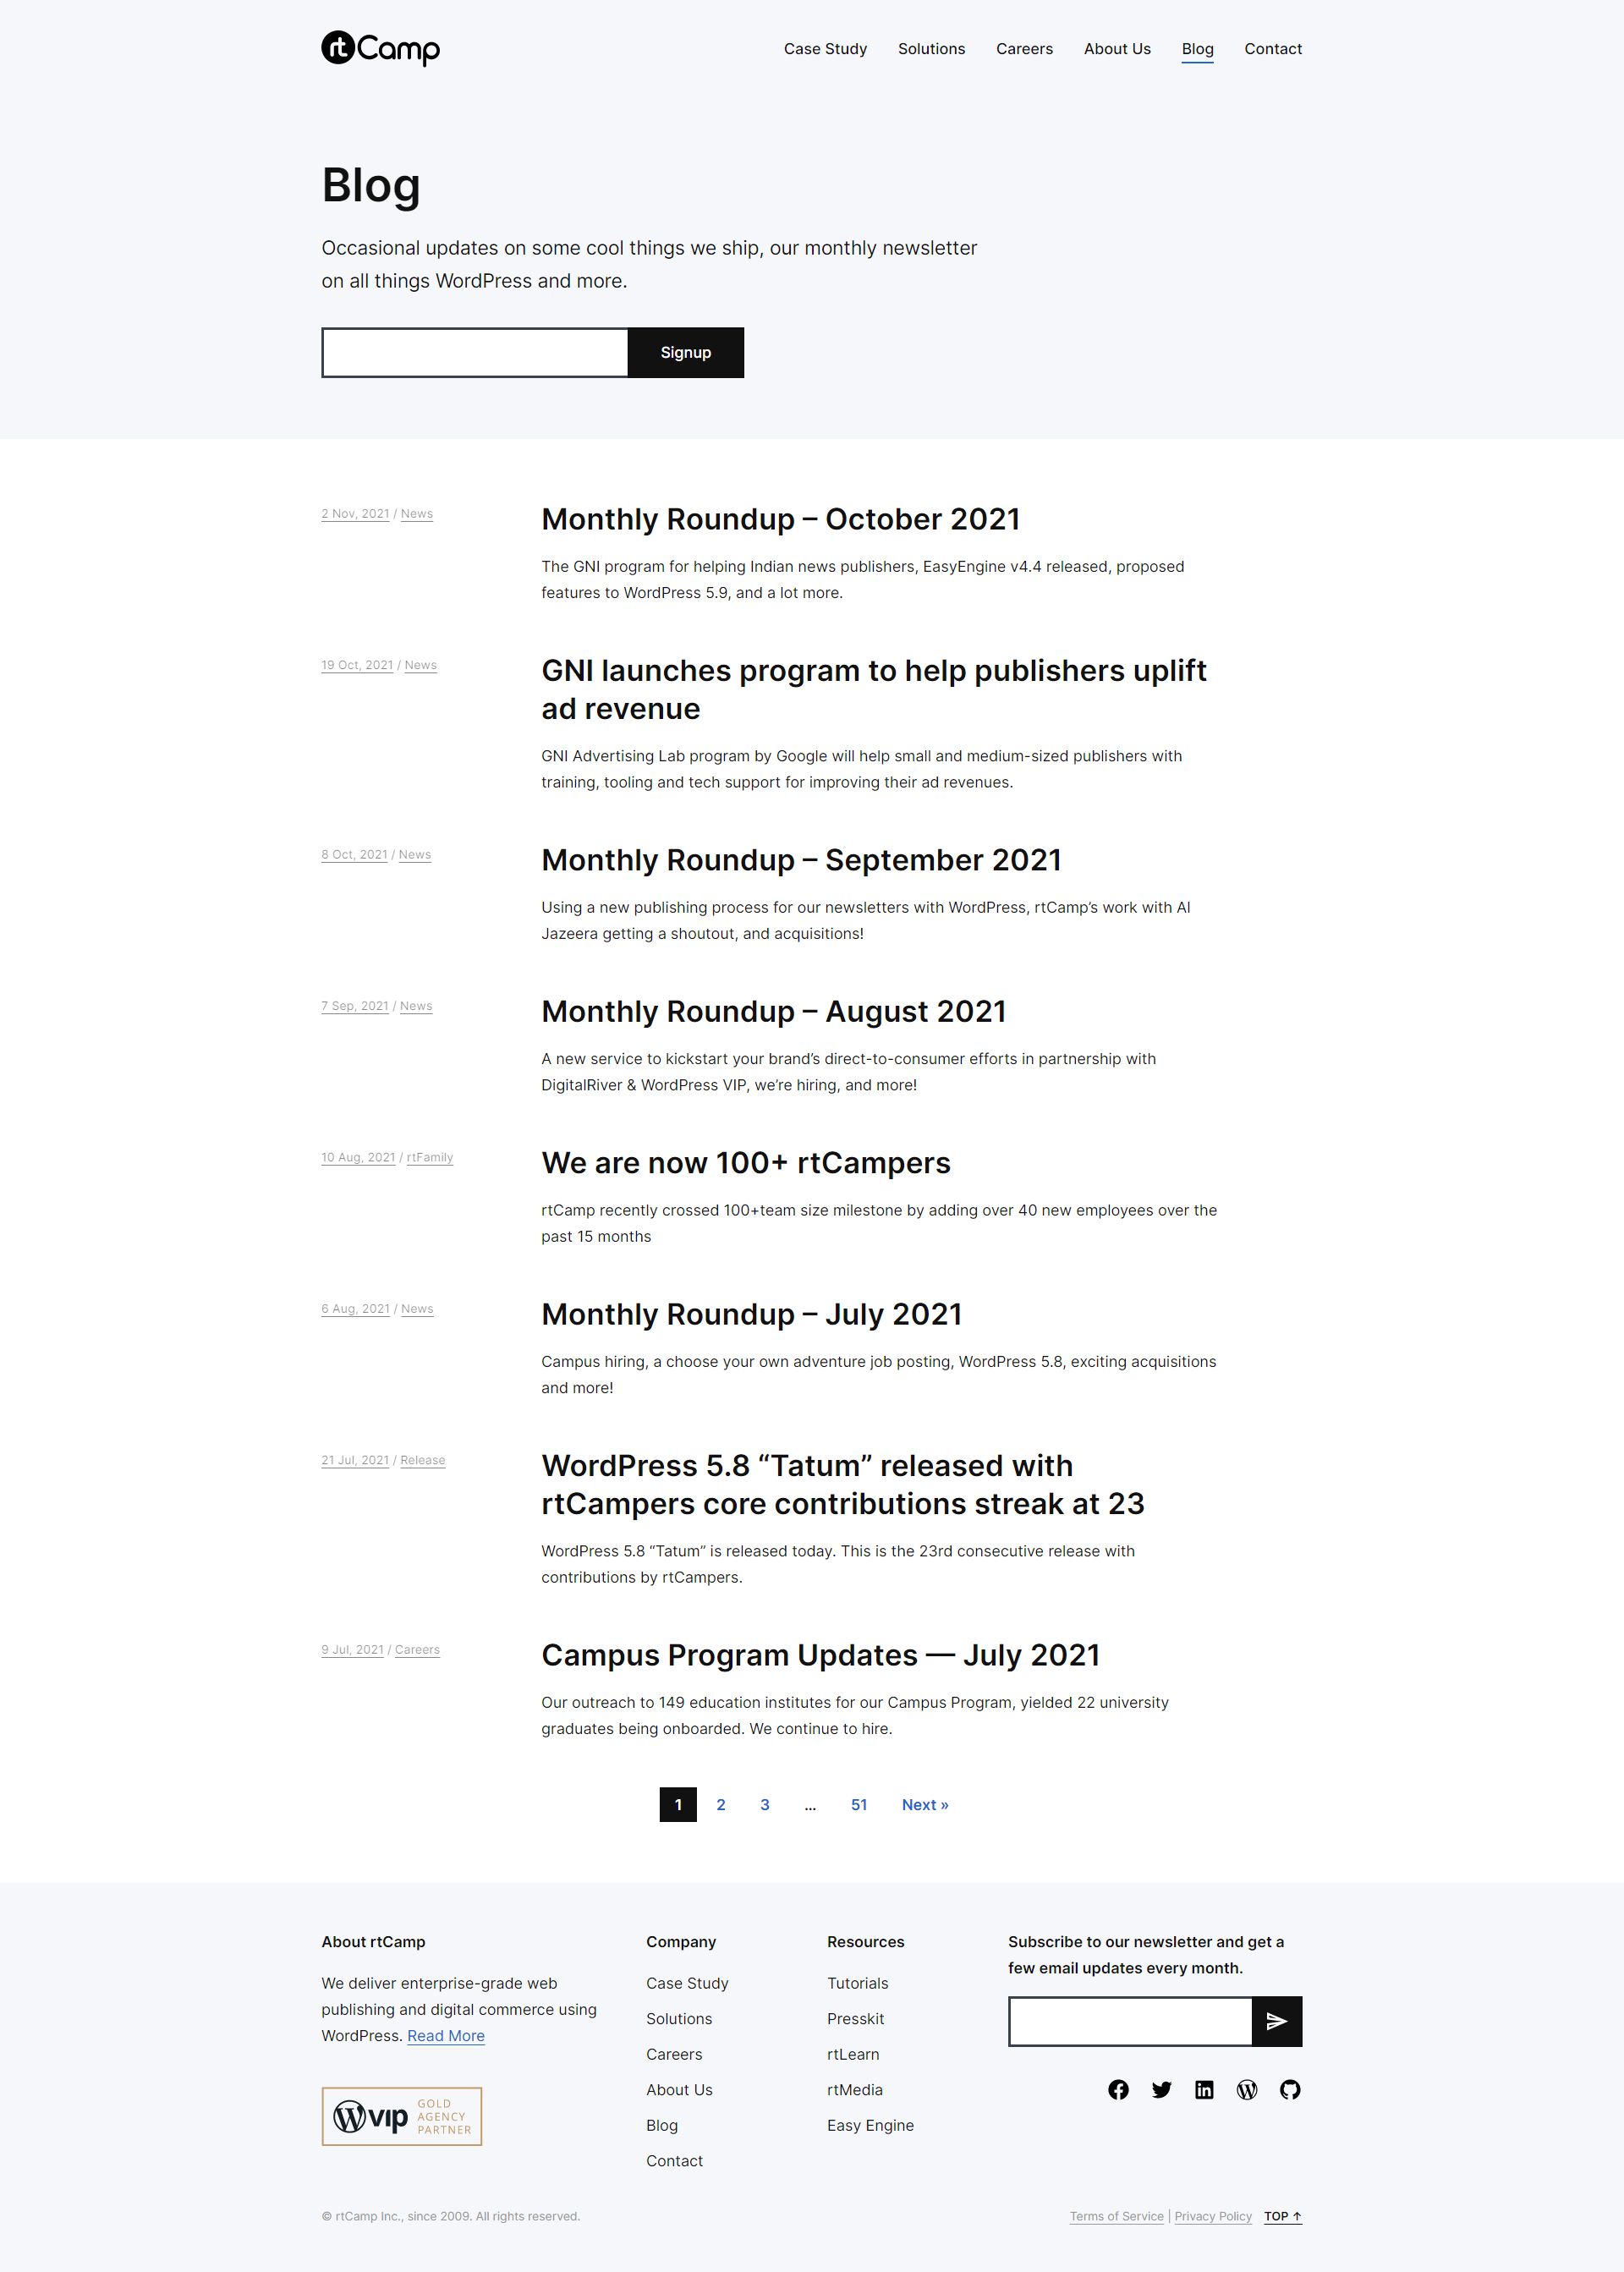 rtCamp
Case Study Solutions Careers About Us Blog Contact
Blog
Occasional updates on some cool things we ship, our monthly newsletter
on all things WordPress and more.
Signup
2 Nov, 2021 / News
Monthly Roundup – October 2021
The GNI program for helping Indian news publishers, EasyEngine v4.4 released, proposed
features to WordPress 5.9, and a lot more.
19 Oct, 2021 / News
GNI launches program to help publishers uplift
ad revenue
GNI Advertising Lab program by Google will help small and medium-sized publishers with
training, tooling and tech support for improving their ad revenues.
8 Oct, 2021 / News
Monthly Roundup – September 2021
Using a new publishing process for our newsletters with WordPress, rtCamp’s work with Al
Jazeera getting a shoutout, and acquisitions!
7 Sep, 2021 / News
Monthly Roundup – August 2021
A new service to kickstart your brand’s direct-to-consumer efforts in partnership with
DigitalRiver & WordPress VIP, we’re hiring, and more!
10 Aug, 2021 / rtFamily
We are now 100+ rtCampers
rtCamp recently crossed 100+team size milestone by adding over 40 new employees over the
past 15 months
6 Aug, 2021 / News
Monthly Roundup – July 2021
Campus hiring, a choose your own adventure job posting, WordPress 5.8, exciting acquisitions
and more!
21 Jul, 2021 / Release
WordPress 5.8 “Tatum” released with
rtCampers core contributions streak at 23
WordPress 5.8 “Tatum” is released today. This is the 23rd consecutive release with
contributions by rtCampers.
9 Jul, 2021 / Careers
Campus Program Updates — July 2021
Our outreach to 149 education institutes for our Campus Program, yielded 22 university
graduates being onboarded. We continue to hire.
1 2 3 … 51 Next »
About rtCamp
We deliver enterprise-grade web
publishing and digital commerce using
WordPress. Read More
W VIP GOLD
AGENCY
PARTNER
Company
Case Study
Solutions
Careers
About Us
Blog
Contact
Resources
Tutorials
Presskit
rtLearn
rtMedia
Easy Engine
Subscribe to our newsletter and get a
few email updates every month.
© rtCamp Inc., since 2009. All rights reserved.
Terms of Service | Privacy Policy TOP ↑